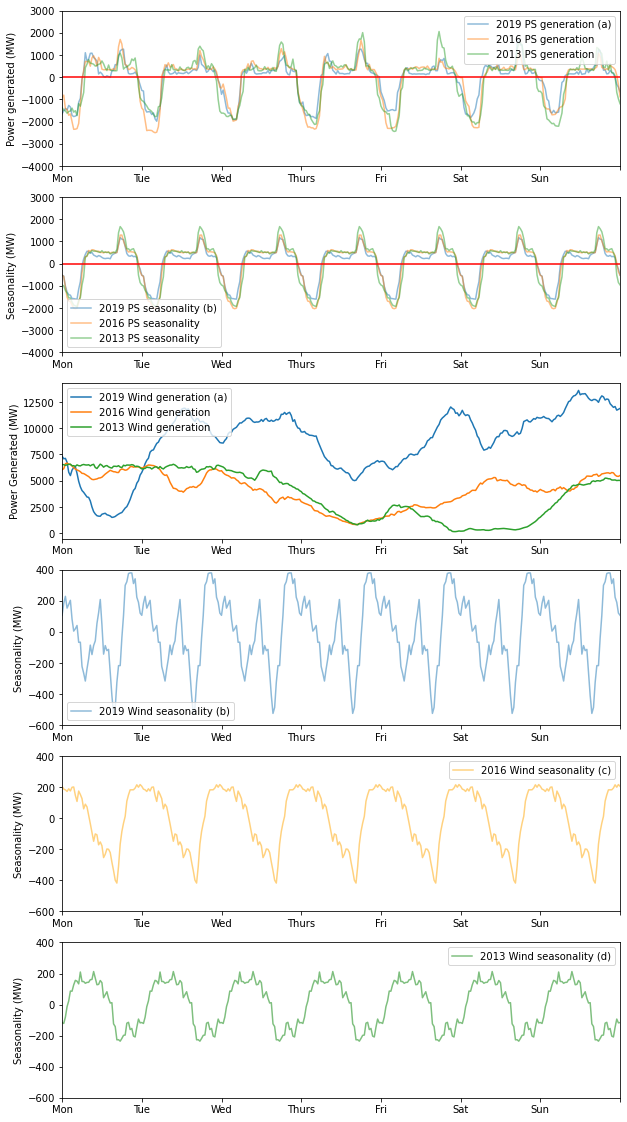 3000
2000
1000
0
−1000
−2000
−3000
−4000
Power generated (MW)
2019 PS generation (a)
2016 PS generation
2013 PS generation
Mon Tue Wed Thurs Fri Sat Sun
3000
2000
1000
0
−1000
−2000
−3000
−4000
Seasonality (MW)
2019 PS seasonality (b)
2016 PS seasonality
2013 PS seasonality
Mon Tue Wed Thurs Fri Sat Sun
12500
10000
7500
5000
2500
0
Power Generated (MW)
2019 Wind generation (a)
2016 Wind generation
2013 Wind generation
Mon Tue Wed Thurs Fri Sat Sun
400
200
0
−200
−400
−600
Seasonality (MW)
2019 Wind seasonality (b)
Mon Tue Wed Thurs Fri Sat Sun
400
200
0
−200
−400
−600
Seasonality (MW)
2016 Wind seasonality (c)
Mon Tue Wed Thurs Fri Sat Sun
400
200
0
−200
−400
−600
Seasonality (MW)
2013 Wind seasonality (d)
Mon Tue Wed Thurs Fri Sat Sun